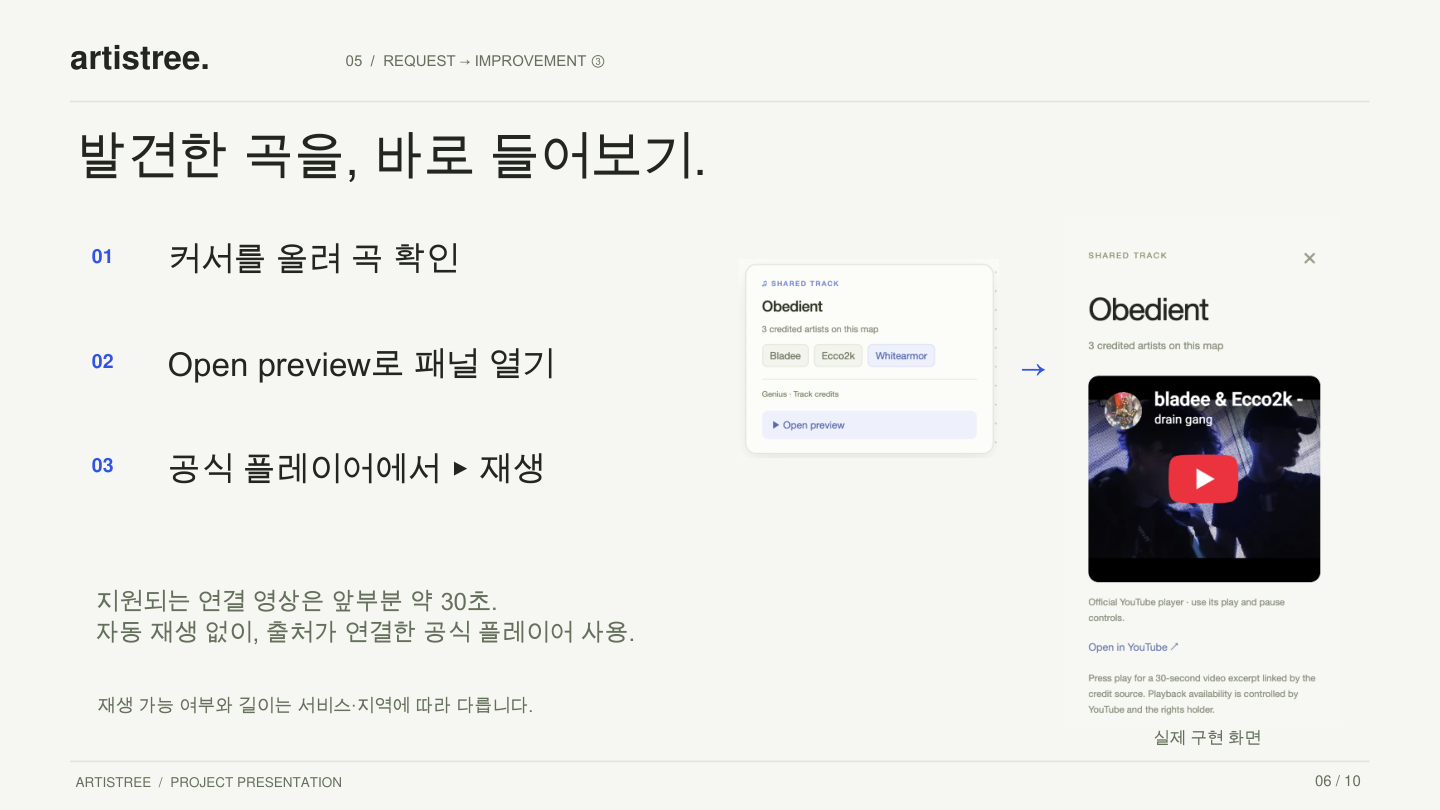 artistree.
05 / REQUEST → IMPROVEMENT ③
발견한 곡을, 바로 들어보기.
01 커서를 올려 곡 확인
02 Open preview로 패널 열기
03 공식 플레이어에서 ▶ 재생
지원되는 연결 영상은 앞부분 약 30초.
자동 재생 없이, 출처가 연결한 공식 플레이어 사용.
재생 가능 여부와 길이는 서비스·지역에 따라 다릅니다.
♫ SHARED TRACK
Obedient
3 credited artists on this map
Bladee Ecco2k Whitearmor
Genius · Track credits
▶ Open preview
→
SHARED TRACK ✕
Obedient
3 credited artists on this map
bladee & Ecco2k -
drain gang
Official YouTube player · use its play and pause
controls.
Open in YouTube ↗
Press play for a 30-second video excerpt linked by the
credit source. Playback availability is controlled by
YouTube and the rights holder.
실제 구현 화면
ARTISTREE / PROJECT PRESENTATION
06 / 10